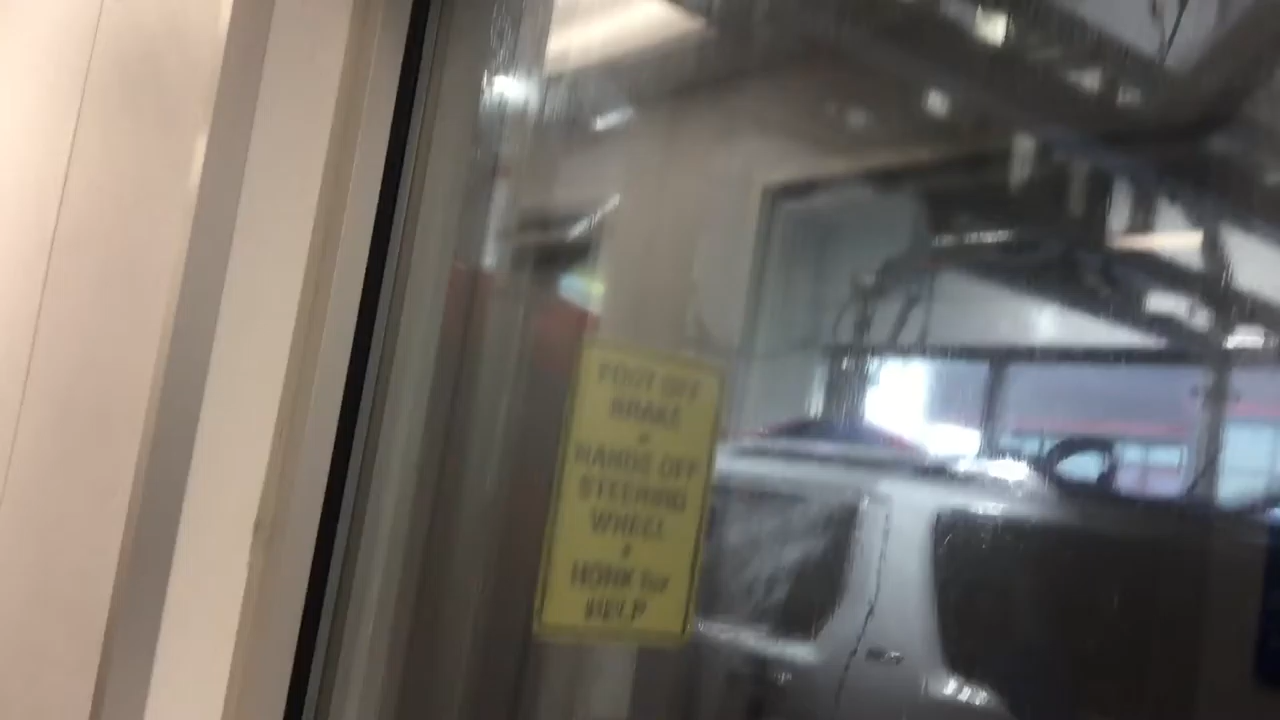 FOOT OFF
BRAKE
•
HANDS OFF
STEERING
WHEEL
•
HONK for
HELP